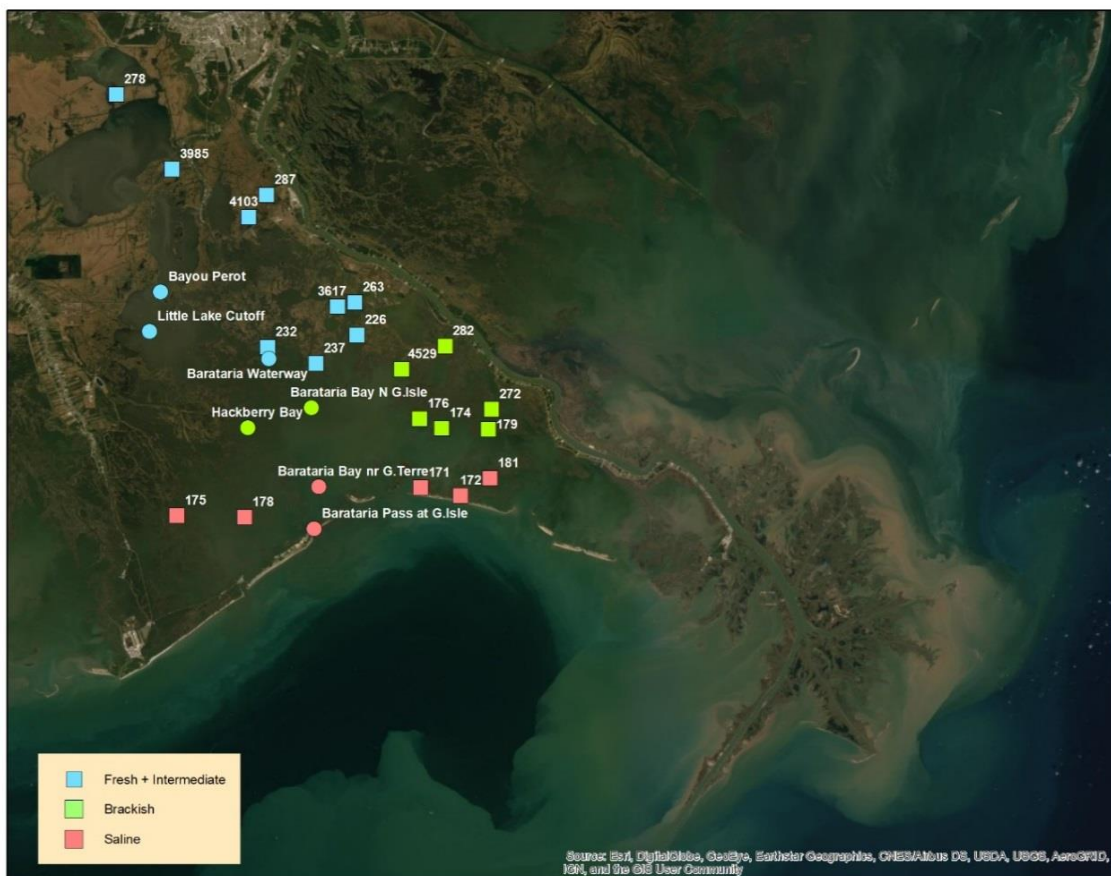 278
3985
287
4103
Bayou Perot
263
3617
Little Lake Cutoff
226
232
282
237
4529
Barataria Waterway
Barataria Bay N G.Isle
272
Hackberry Bay
176
174
179
Barataria Bay nr G.Terre
171
181
172
175
178
Barataria Pass at G.Isle
Fresh + Intermediate
Brackish
Saline
Source: Esri, DigitalGlobe, GeoEye, Earthstar Geographics, CNES/Airbus DS, USDA, USGS, AeroGRID,
IGN, and the GIS User Community